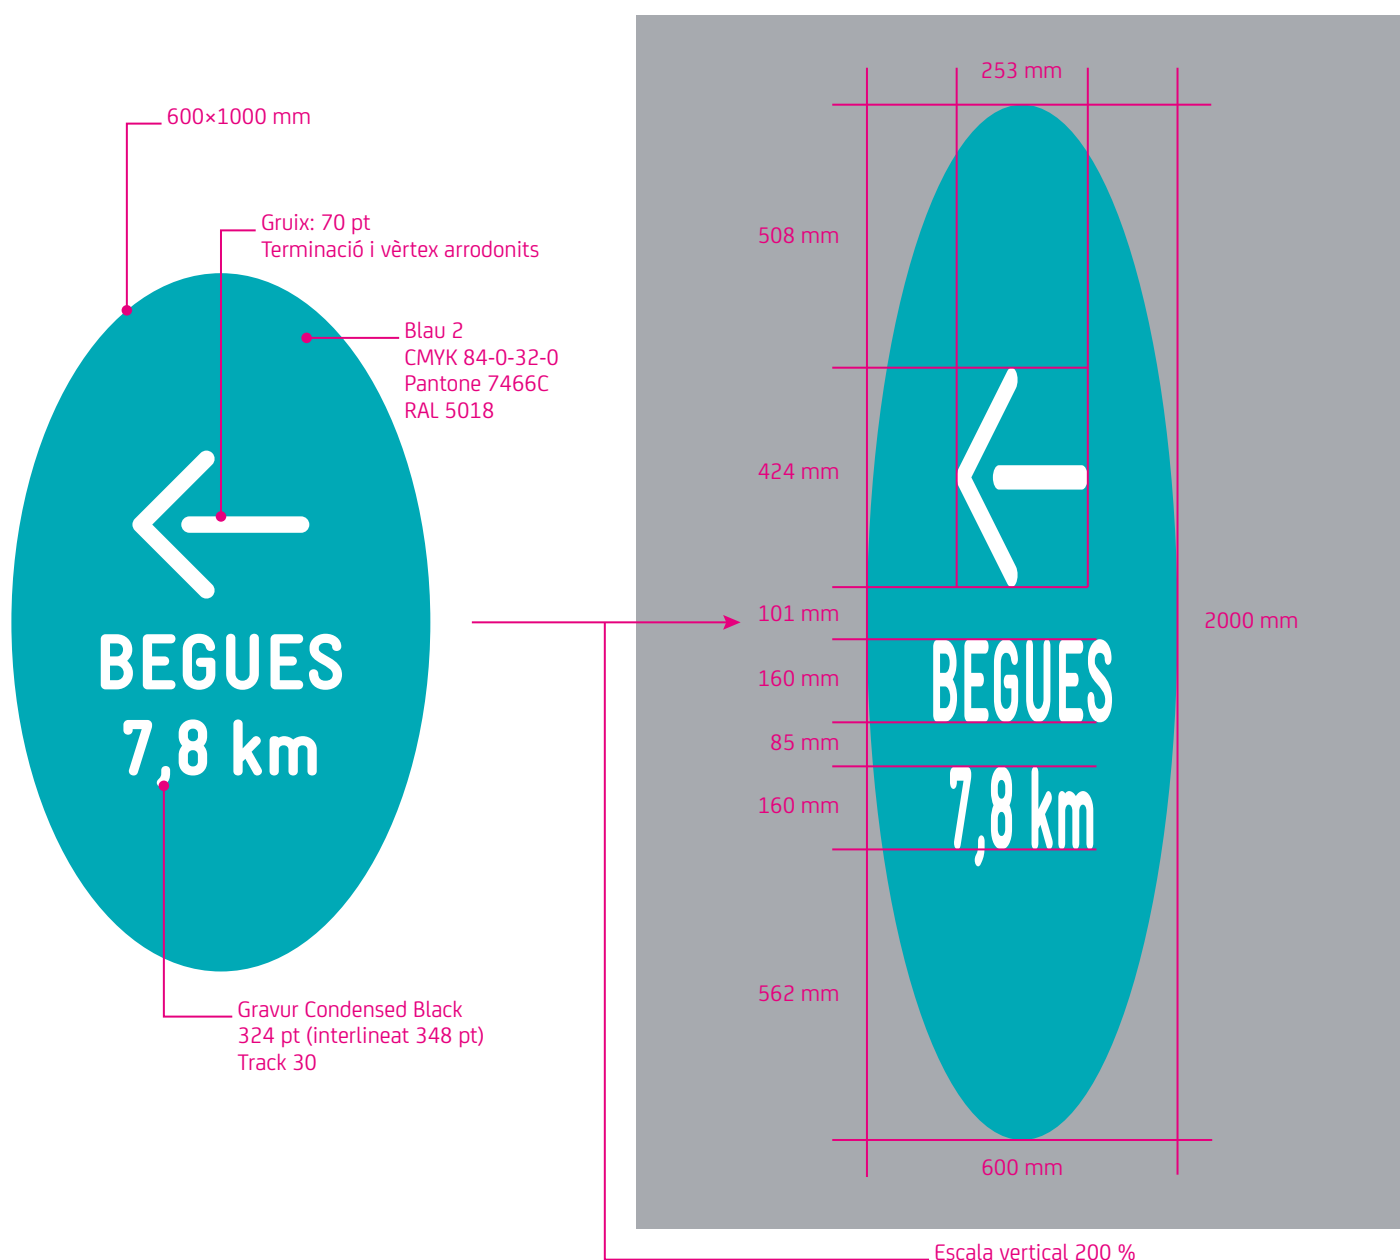 600×1000 mm
Gruix: 70 pt
Terminació i vèrtex arrodonits
Blau 2
CMYK 84-0-32-0
Pantone 7466C
RAL 5018
BEGUES
7,8 km
Gravur Condensed Black
324 pt (interlineat 348 pt)
Track 30
253 mm
508 mm
424 mm
101 mm
2000 mm
160 mm
BEGUES
85 mm
160 mm
7,8 km
562 mm
600 mm
Escala vertical 200 %